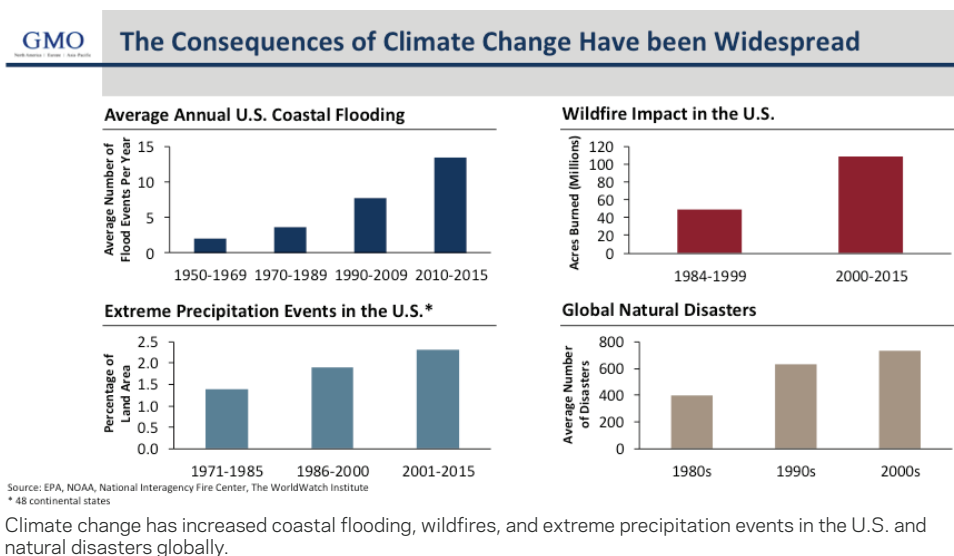 GMO
North America · Europe · Asia-Pacific
The Consequences of Climate Change Have been Widespread
Average Annual U.S. Coastal Flooding
Average Number of
Flood Events Per Year
15
10
5
0
1950-1969 1970-1989 1990-2009 2010-2015
Wildfire Impact in the U.S.
Acres Burned (Millions)
120
100
80
60
40
20
0
1984-1999 2000-2015
Extreme Precipitation Events in the U.S.*
Percentage of
Land Area
2.5
2.0
1.5
1.0
0.5
0.0
1971-1985 1986-2000 2001-2015
Global Natural Disasters
Average Number
of Disasters
800
600
400
200
0
1980s 1990s 2000s
Source: EPA, NOAA, National Interagency Fire Center, The WorldWatch Institute
* 48 continental states
Climate change has increased coastal flooding, wildfires, and extreme precipitation events in the U.S. and
natural disasters globally.